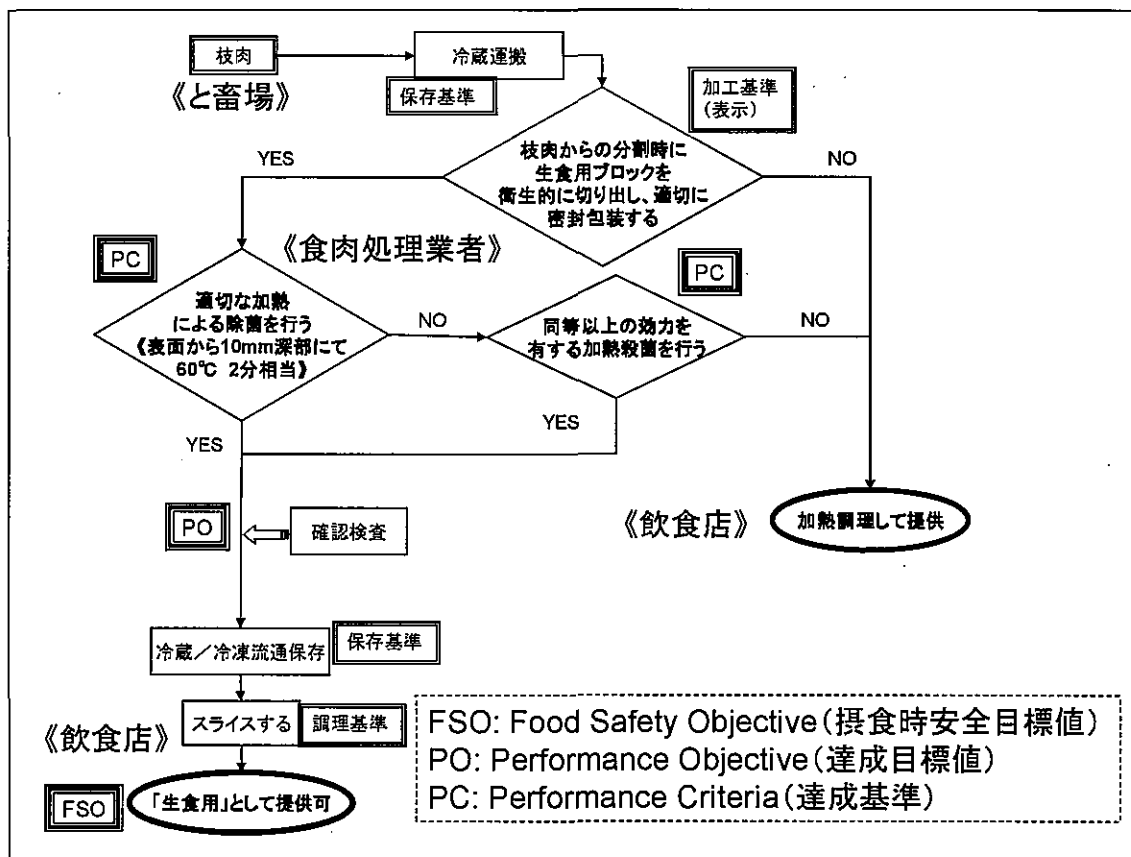 枝肉
冷蔵運搬
《と畜場》
保存基準
加工基準
(表示)
YES
枝肉からの分割時に
生食用ブロックを
衛生的に切り出し、適切に
密封包装する
NO
《食肉処理業者》
PC
PC
適切な加熱
による除菌を行う
《表面から10mm深部にて
60℃ 2分相当》
NO
同等以上の効力を
有する加熱殺菌を行う
NO
YES
YES
PO
確認検査
《飲食店》
加熱調理して提供
冷蔵／冷凍流通保存
保存基準
《飲食店》
スライスする
調理基準
FSO
「生食用」として提供可
FSO: Food Safety Objective(摂食時安全目標値)
PO: Performance Objective(達成目標値)
PC: Performance Criteria(達成基準)